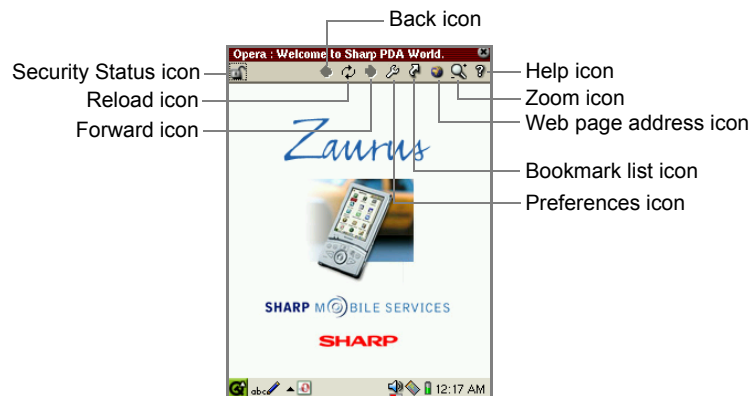 Back icon
Opera : Welcome to Sharp PDA World.
Security Status icon
Help icon
Reload icon
Zoom icon
Forward icon
Web page address icon
Zaurus
Bookmark list icon
Preferences icon
SHARP MOBILE SERVICES
SHARP
abc
12:17 AM